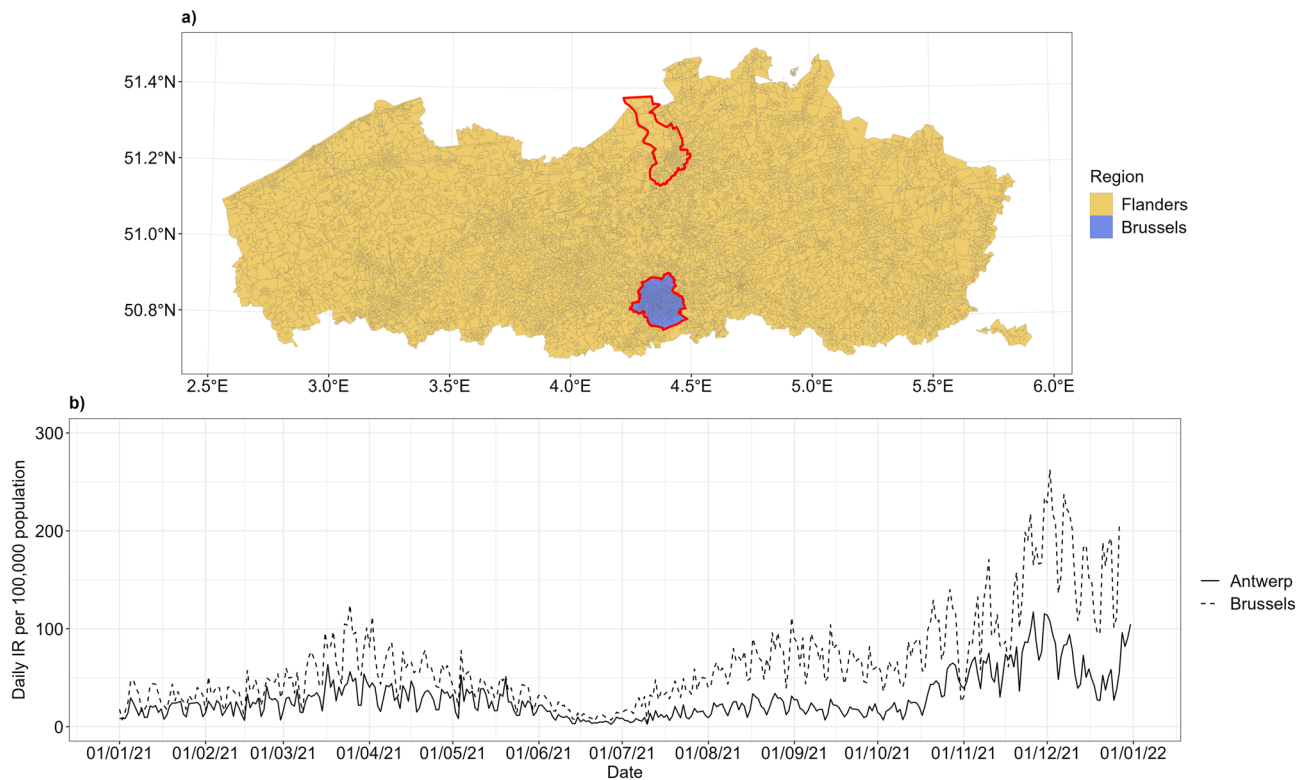 a)
51.4°N
51.2°N
51.0°N
50.8°N
2.5°E 3.0°E 3.5°E 4.0°E 4.5°E 5.0°E 5.5°E 6.0°E
Region
Flanders
Brussels
b)
Daily IR per 100,000 population
300
200
100
0
01/01/21 01/02/21 01/03/21 01/04/21 01/05/21 01/06/21 01/07/21 01/08/21 01/09/21 01/10/21 01/11/21 01/12/21 01/01/22
Date
Antwerp
Brussels